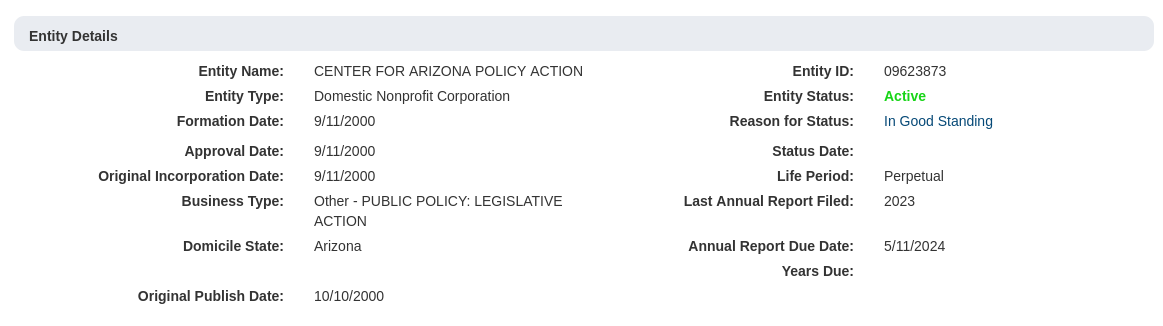 Entity Details
Entity Name: CENTER FOR ARIZONA POLICY ACTION Entity ID: 09623873
Entity Type: Domestic Nonprofit Corporation Entity Status: Active
Formation Date: 9/11/2000 Reason for Status: In Good Standing
Approval Date: 9/11/2000 Status Date:
Original Incorporation Date: 9/11/2000 Life Period: Perpetual
Business Type: Other - PUBLIC POLICY: LEGISLATIVE Last Annual Report Filed: 2023
ACTION
Domicile State: Arizona Annual Report Due Date: 5/11/2024
Years Due:
Original Publish Date: 10/10/2000